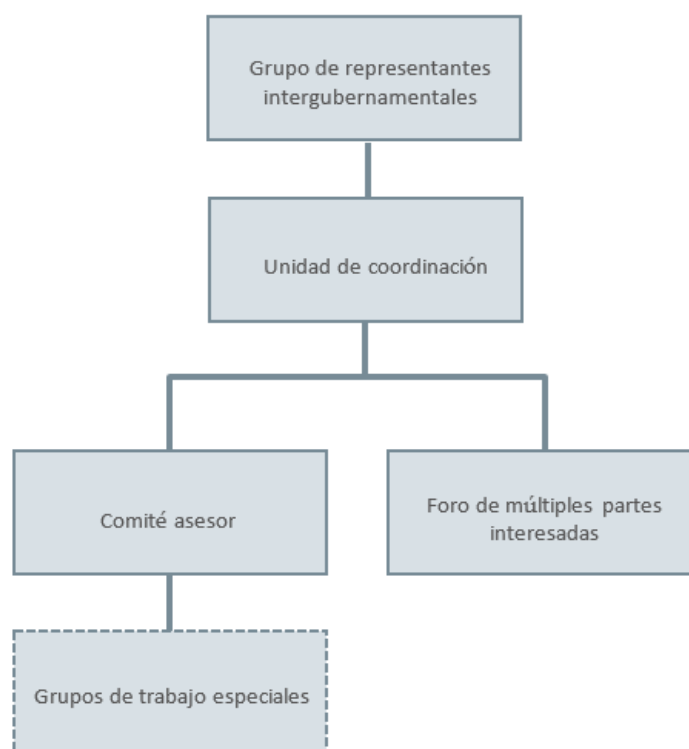 Grupo de representantes
intergubernamentales
Unidad de coordinación
Comité asesor
Foro de múltiples partes
interesadas
Grupos de trabajo especiales